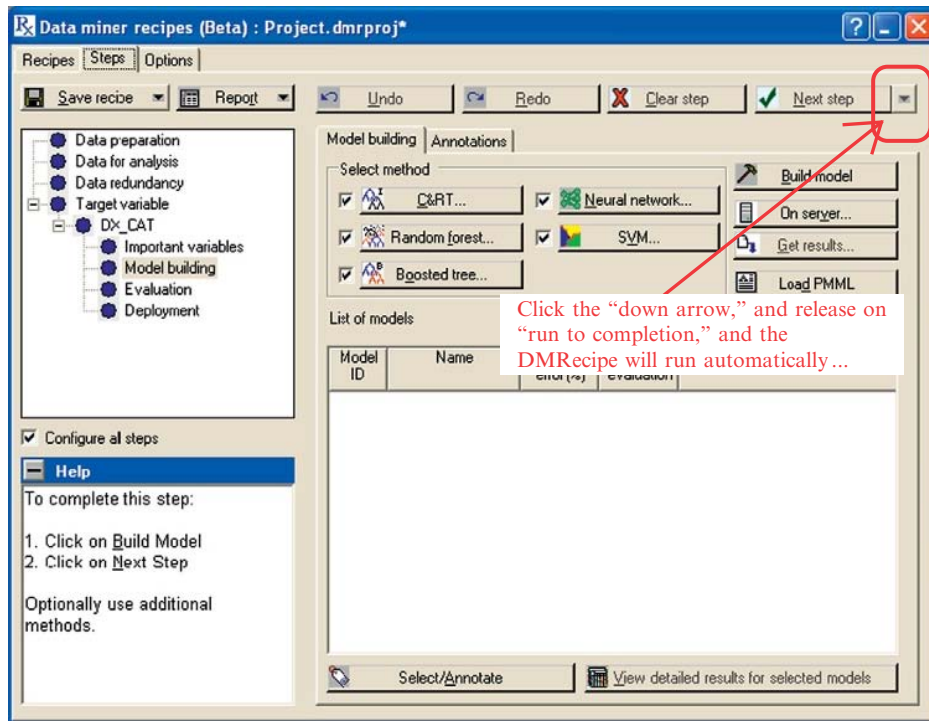 Data miner recipes (Beta) : Project.dmrproj*
Recipes Steps Options
Save recipe Report Undo Redo Clear step Next step
Data preparation
Data for analysis
Data redundancy
Target variable
DX_CAT
Important variables
Model building
Evaluation
Deployment
Configure all steps
Help
To complete this step:
1. Click on Build Model
2. Click on Next Step
Optionally use additional
methods.
Model building Annotations
Select method
C&RT... Neural network...
Random forest... SVM...
Boosted tree...
Build model
On server...
Get results...
Load PMML
Click the “down arrow,” and release on
“run to completion,” and the
DMRecipe will run automatically...
List of models
Model ID Name error(%) evaluation
Select/Annotate View detailed results for selected models